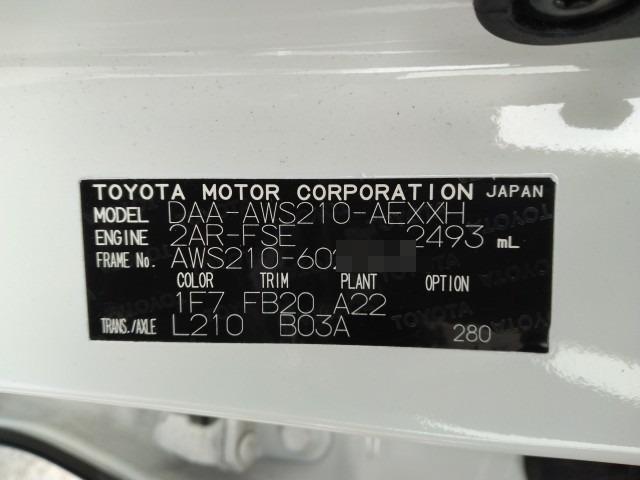 TOYOTA MOTOR CORPORATION JAPAN
MODEL DAA-AWS210-AEXXH
ENGINE 2AR-FSE 2493 mL
FRAME No. AWS210-602
COLOR TRIM PLANT OPTION
1F7 FB20 A22
TRANS./AXLE L210 B03A 280